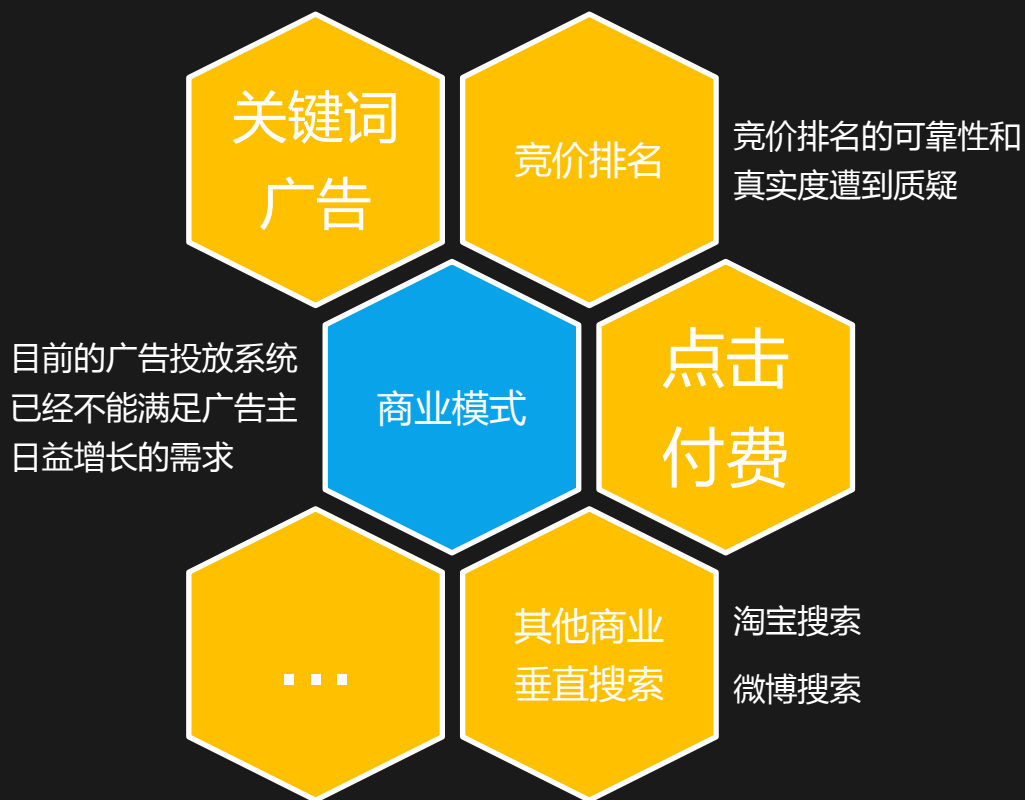 关键词
广告
竞价排名
竞价排名的可靠性和
真实度遭到质疑
目前的广告投放系统
已经不能满足广告主
日益增长的需求
商业模式
点击
付费
...
其他商业
垂直搜索
淘宝搜索
微博搜索